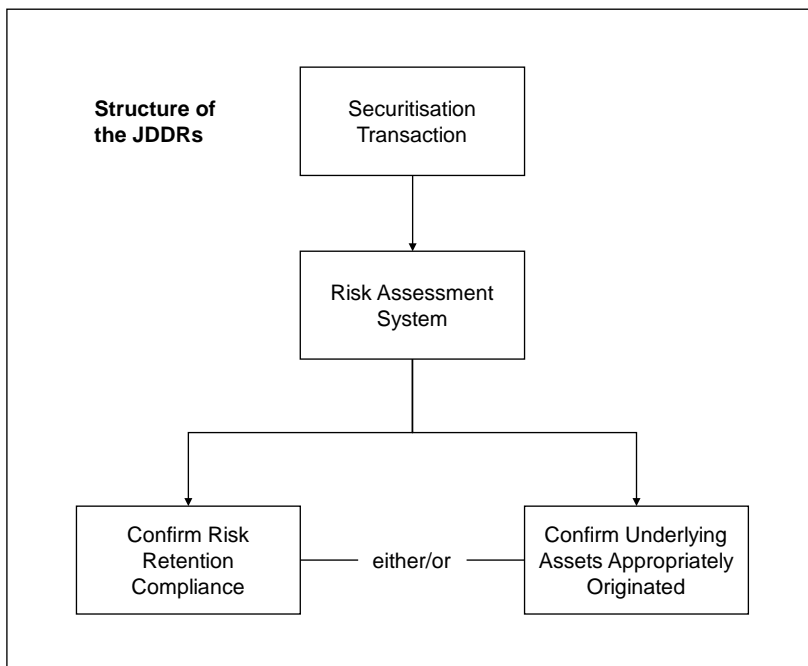 Structure of
the JDDRs
Securitisation
Transaction
Risk Assessment
System
Confirm Risk
Retention
Compliance
either/or
Confirm Underlying
Assets Appropriately
Originated